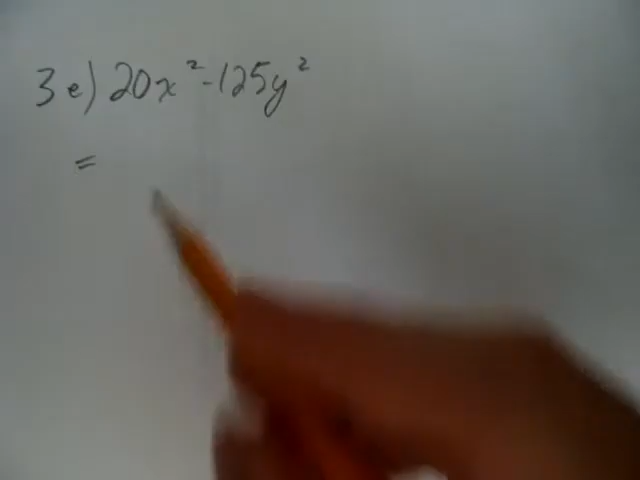 3e) 20x² - 125y²
=